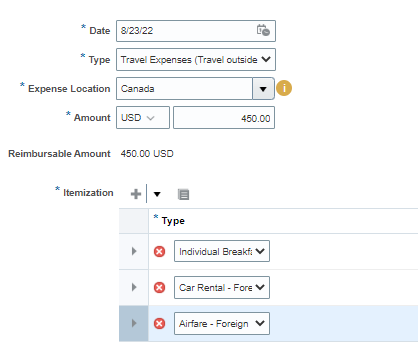 * Date 8/23/22
* Type Travel Expenses (Travel outside
* Expense Location Canada
* Amount USD 450.00
Reimbursable Amount 450.00 USD
* Itemization
* Type
Individual Breakf
Car Rental - Fore
Airfare - Foreign